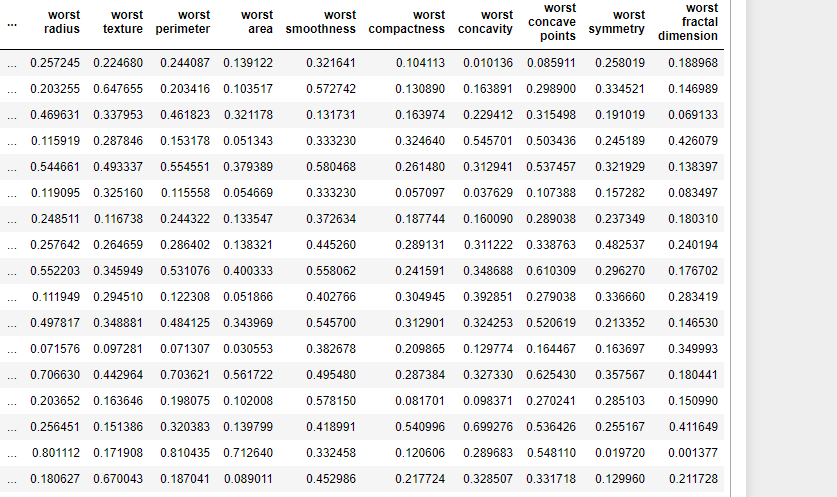 ... worst radius worst texture worst perimeter worst area worst smoothness worst compactness worst concavity worst concave points worst symmetry worst fractal dimension
... 0.257245 0.224680 0.244087 0.139122 0.321641 0.104113 0.010136 0.085911 0.258019 0.188968
... 0.203255 0.647655 0.203416 0.103517 0.572742 0.130890 0.163891 0.298900 0.334521 0.146989
... 0.469631 0.337953 0.461823 0.321178 0.131731 0.163974 0.229412 0.315498 0.191019 0.069133
... 0.115919 0.287846 0.153178 0.051343 0.333230 0.324640 0.545701 0.503436 0.245189 0.426079
... 0.544661 0.493337 0.554551 0.379389 0.580468 0.261480 0.312941 0.537457 0.321929 0.138397
... 0.119095 0.325160 0.115558 0.054669 0.333230 0.057097 0.037629 0.107388 0.157282 0.083497
... 0.248511 0.116738 0.244322 0.133547 0.372634 0.187744 0.160090 0.289038 0.237349 0.180310
... 0.257642 0.264659 0.286402 0.138321 0.445260 0.289131 0.311222 0.338763 0.482537 0.240194
... 0.552203 0.345949 0.531076 0.400333 0.558062 0.241591 0.348688 0.610309 0.296270 0.176702
... 0.111949 0.294510 0.122308 0.051866 0.402766 0.304945 0.392851 0.279038 0.336660 0.283419
... 0.497817 0.348881 0.484125 0.343969 0.545700 0.312901 0.324253 0.520619 0.213352 0.146530
... 0.071576 0.097281 0.071307 0.030553 0.382678 0.209865 0.129774 0.164467 0.163697 0.349993
... 0.706630 0.442964 0.703621 0.561722 0.495480 0.287384 0.327330 0.625430 0.357567 0.180441
... 0.203652 0.163646 0.198075 0.102008 0.578150 0.081701 0.098371 0.270241 0.285103 0.150990
... 0.256451 0.151386 0.320383 0.139799 0.418991 0.540996 0.699276 0.536426 0.255167 0.411649
... 0.801112 0.171908 0.810435 0.712640 0.332458 0.120606 0.289683 0.548110 0.019720 0.001377
... 0.180627 0.670043 0.187041 0.089011 0.452986 0.217724 0.328507 0.331718 0.129960 0.211728